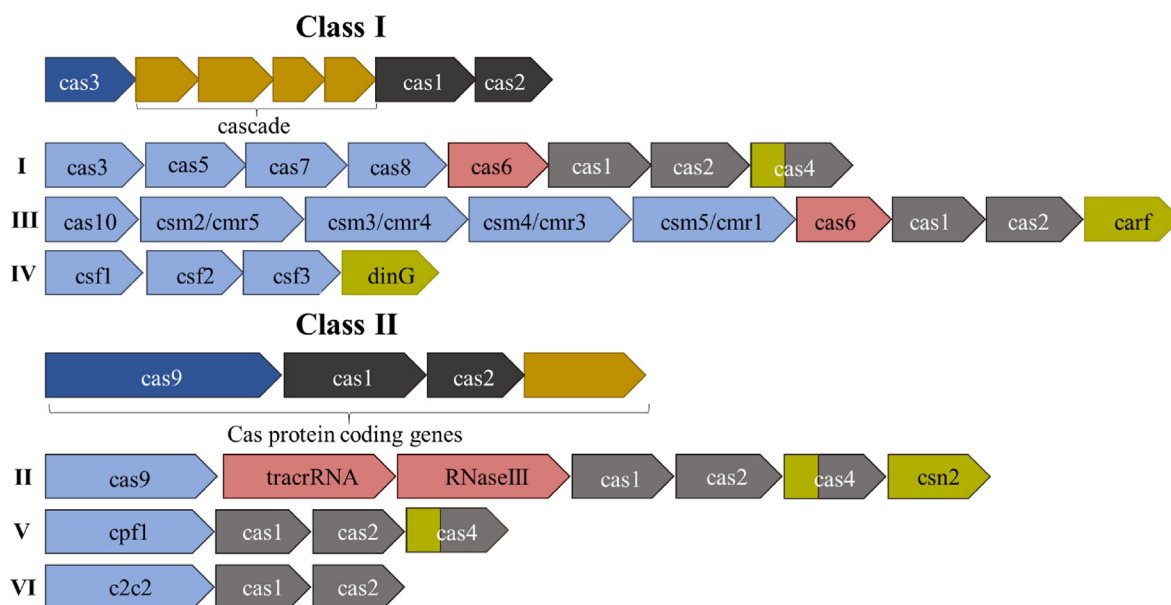 Class I
cas3 cas1 cas2
cascade
I cas3 cas5 cas7 cas8 cas6 cas1 cas2 cas4
III cas10 csm2/cmr5 csm3/cmr4 csm4/cmr3 csm5/cmr1 cas6 cas1 cas2 carf
IV csf1 csf2 csf3 dinG
Class II
cas9 cas1 cas2
Cas protein coding genes
II cas9 tracrRNA RNaseIII cas1 cas2 cas4 csn2
V cpf1 cas1 cas2 cas4
VI c2c2 cas1 cas2